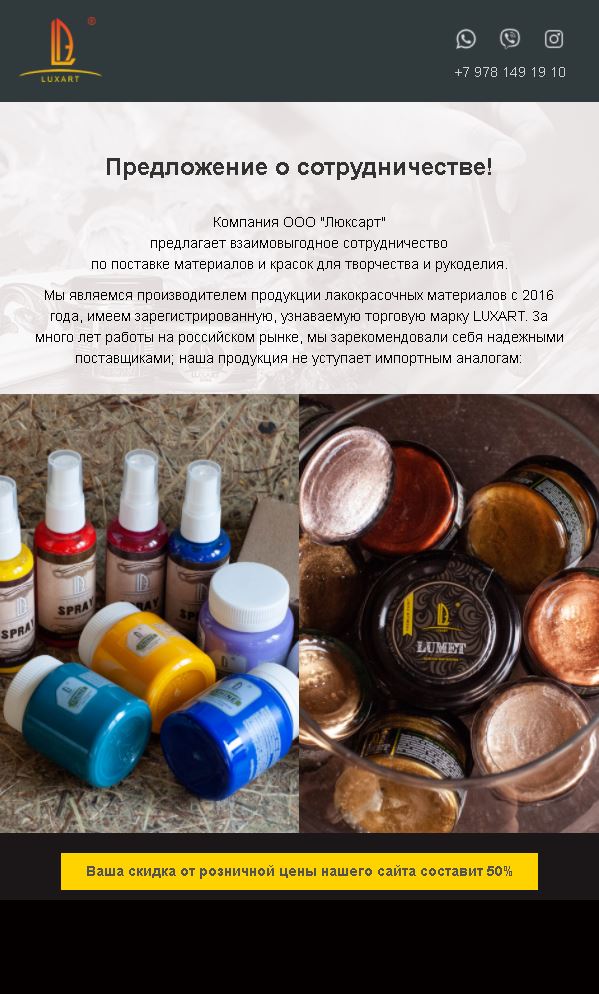 ®
LUXART
+7 978 149 19 10
Предложение о сотрудничестве!
Компания ООО "Люксарт"
предлагает взаимовыгодное сотрудничество
по поставке материалов и красок для творчества и рукоделия.
Мы являемся производителем продукции лакокрасочных материалов с 2016
года, имеем зарегистрированную, узнаваемую торговую марку LUXART. За
много лет работы на российском рынке, мы зарекомендовали себя надежными
поставщиками; наша продукция не уступает импортным аналогам:
SPRAY
SPRAY
SPRAY
LUMET
Ваша скидка от розничной цены нашего сайта составит 50%